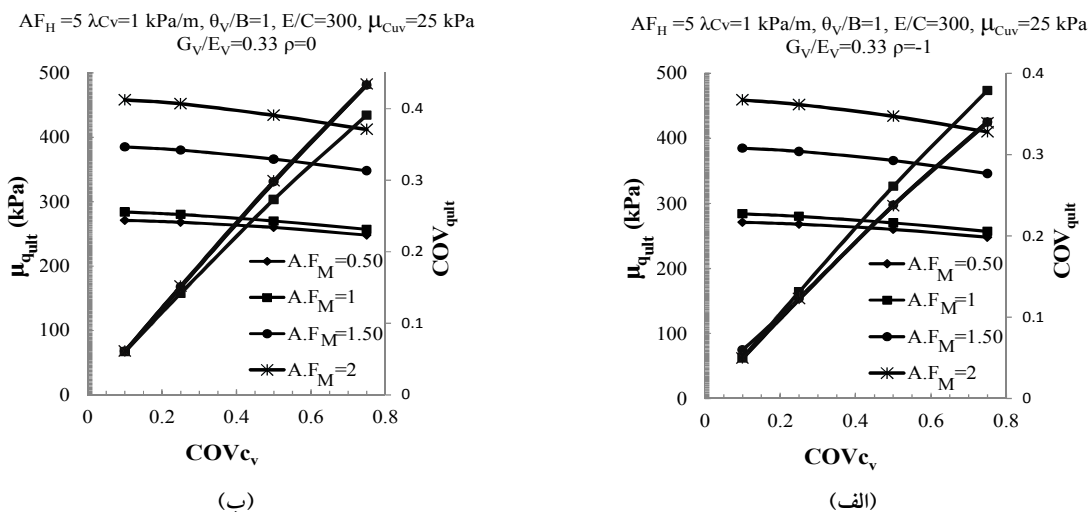 AF_H =5 λCv=1 kPa/m, θ_V/B=1, E/C=300, μ_Cuv=25 kPa
G_V/E_V=0.33 ρ=0
μ_qult (kPa)
500
400
300
200
100
0
0.4
0.3
0.2
0.1
0
COV_qult
A.F_M=0.50
A.F_M=1
A.F_M=1.50
A.F_M=2
0 0.2 0.4 0.6 0.8
COVc_v
(ب)
AF_H =5 λCv=1 kPa/m, θ_V/B=1, E/C=300, μ_Cuv=25 kPa
G_V/E_V=0.33 ρ=-1
μ_qult (kPa)
500
400
300
200
100
0
0.4
0.3
0.2
0.1
0
COV_qult
A.F_M=0.50
A.F_M=1
A.F_M=1.50
A.F_M=2
0 0.2 0.4 0.6 0.8
COVc_v
(الف)